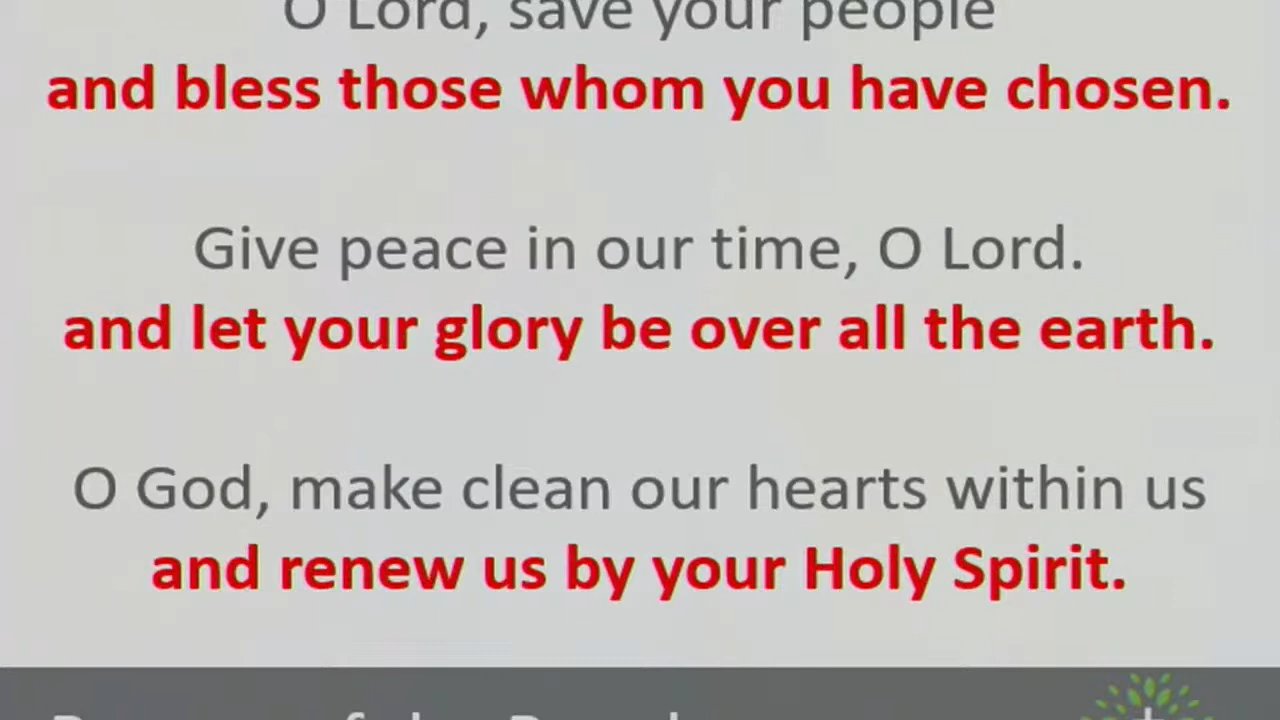 O Lord, save your people
and bless those whom you have chosen.
Give peace in our time, O Lord.
and let your glory be over all the earth.
O God, make clean our hearts within us
and renew us by your Holy Spirit.